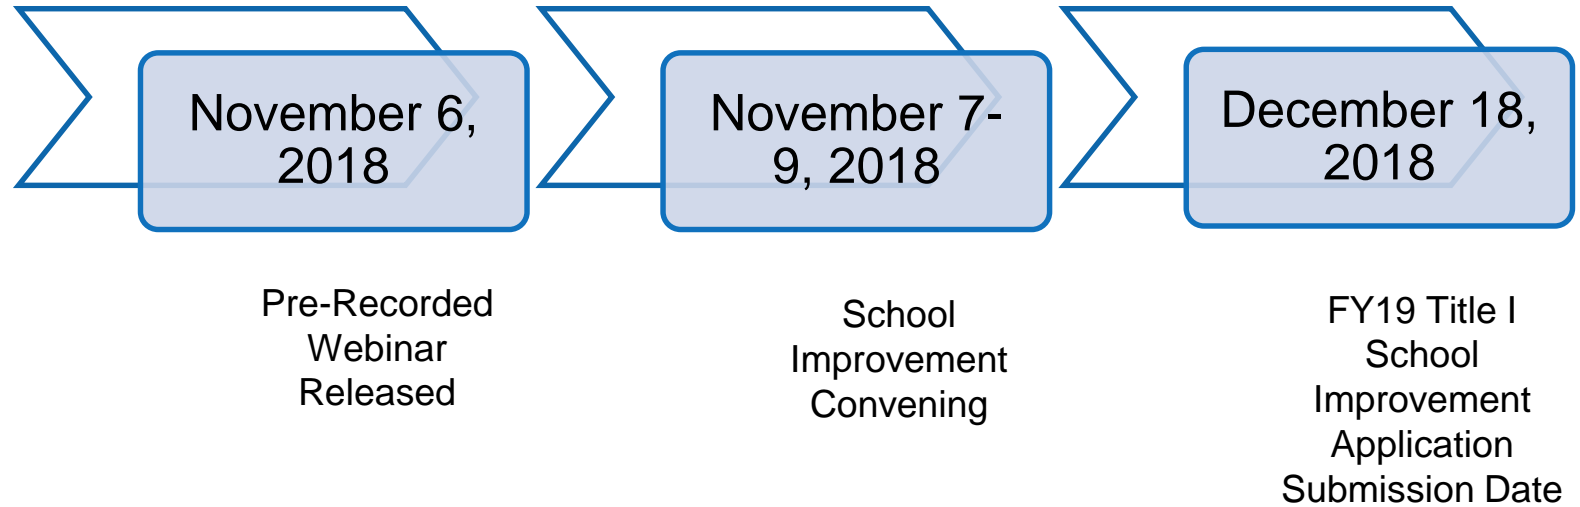 November 6,
2018
November 7-
9, 2018
December 18,
2018
Pre-Recorded
Webinar
Released
School
Improvement
Convening
FY19 Title I
School
Improvement
Application
Submission Date